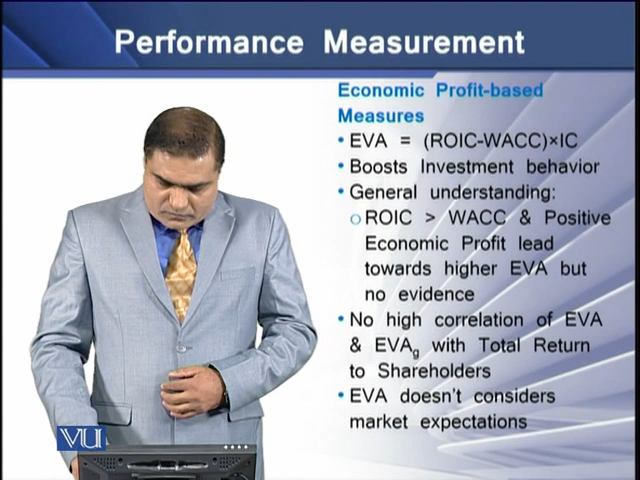 Performance Measurement
Economic Profit-based
Measures
• EVA = (ROIC-WACC)×IC
• Boosts Investment behavior
• General understanding:
o ROIC > WACC & Positive
Economic Profit lead
towards higher EVA but
no evidence
• No high correlation of EVA
& EVAg with Total Return
to Shareholders
• EVA doesn't considers
market expectations
VU